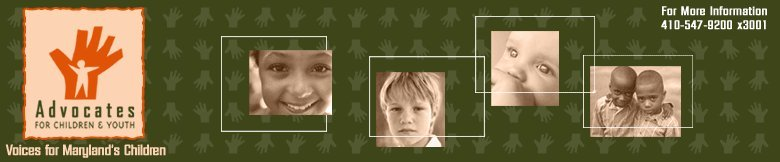 For More Information
410-547-9200 x3001
Advocates
FOR CHILDREN & YOUTH
Voices for Maryland's Children